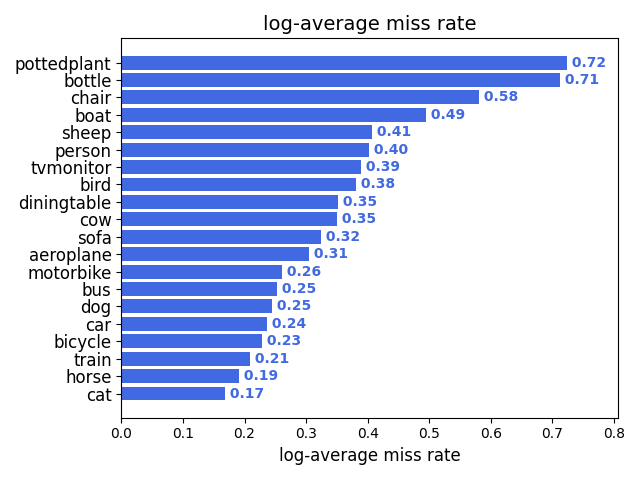 log-average miss rate
pottedplant 0.72
bottle 0.71
chair 0.58
boat 0.49
sheep 0.41
person 0.40
tvmonitor 0.39
bird 0.38
diningtable 0.35
cow 0.35
sofa 0.32
aeroplane 0.31
motorbike 0.26
bus 0.25
dog 0.25
car 0.24
bicycle 0.23
train 0.21
horse 0.19
cat 0.17
0.0 0.1 0.2 0.3 0.4 0.5 0.6 0.7 0.8
log-average miss rate